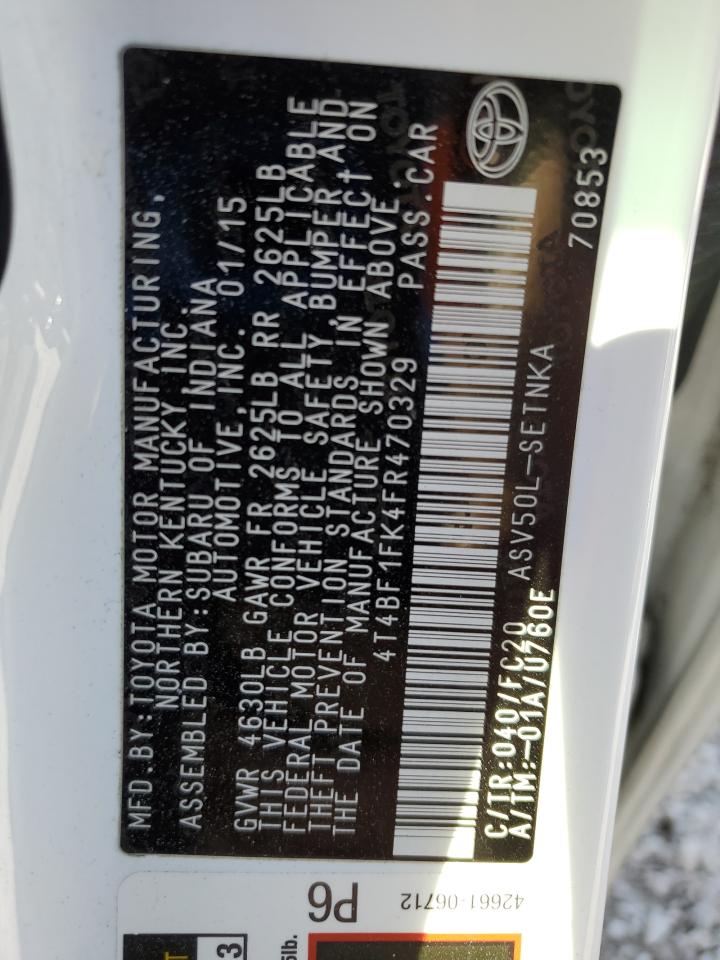 MFD.BY:TOYOTA MOTOR MANUFACTURING,
NORTHERN KENTUCKY INC.
ASSEMBLED BY:SUBARU OF INDIANA
AUTOMOTIVE,INC. 01/15
GVWR 4630LB GAWR FR 2625LB RR 2625LB
THIS VEHICLE CONFORMS TO ALL APPLICABLE
FEDERAL MOTOR VEHICLE SAFETY,BUMPER,AND
THEFT PREVENTION STANDARDS IN EFFECT ON
THE DATE OF MANUFACTURE SHOWN ABOVE.
4T4BF1FK4FR470329 PASS.CAR
C/TR:040/FC20 ASV50L-SETNKA
A/TM:-01A/U760E 70853
P6
42661-06712
3